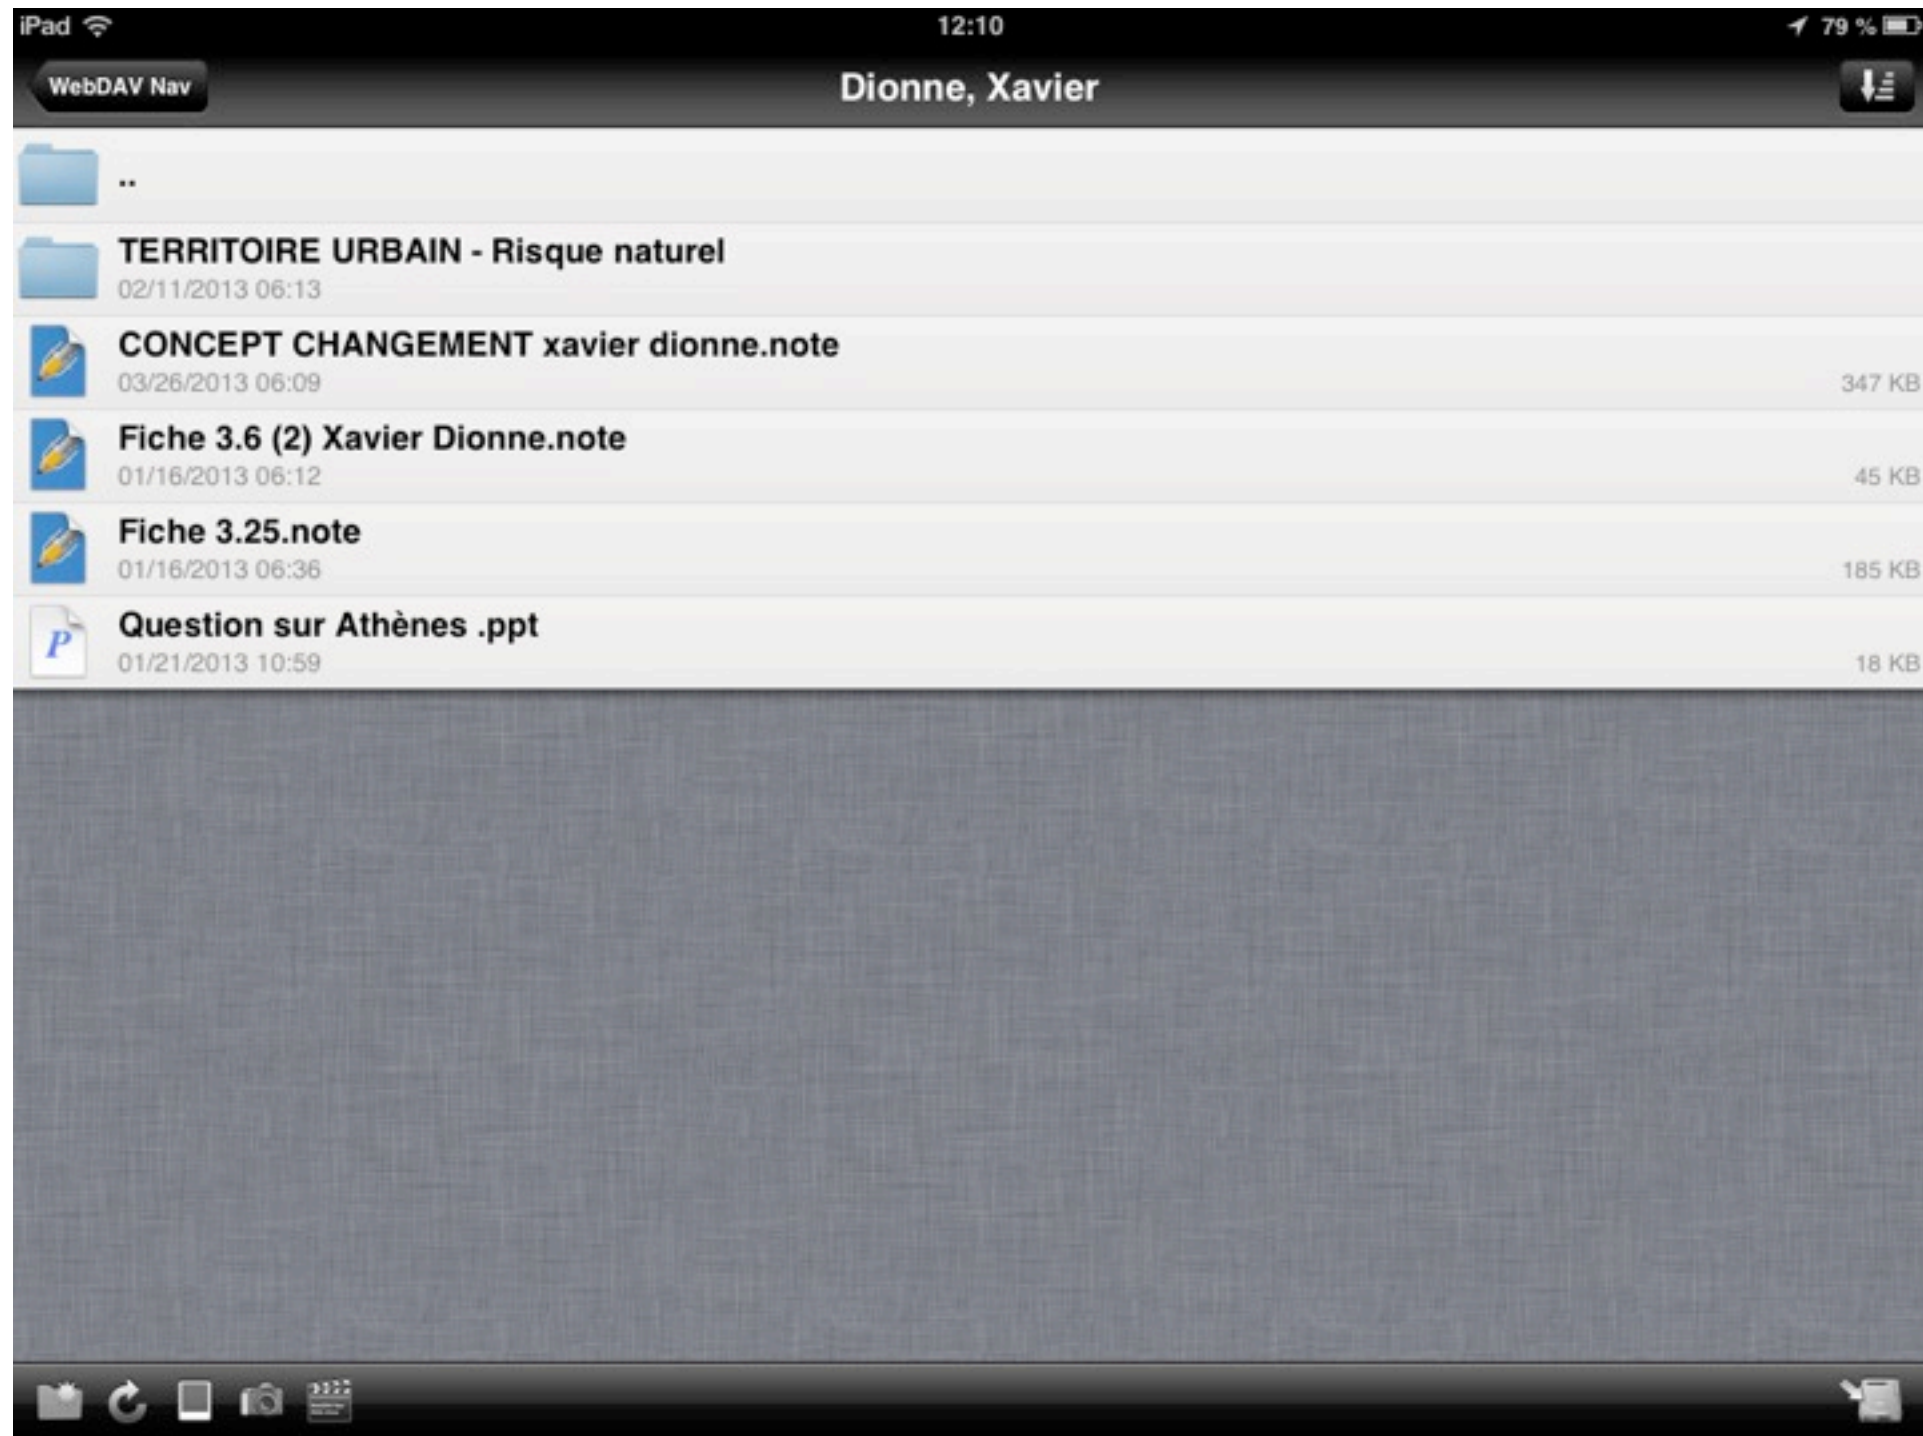 iPad 12:10 79 %
WebDAV Nav Dionne, Xavier
..
TERRITOIRE URBAIN - Risque naturel
02/11/2013 06:13
CONCEPT CHANGEMENT xavier dionne.note
03/26/2013 06:09 347 KB
Fiche 3.6 (2) Xavier Dionne.note
01/16/2013 06:12 45 KB
Fiche 3.25.note
01/16/2013 06:36 185 KB
P Question sur Athènes .ppt
01/21/2013 10:59 18 KB